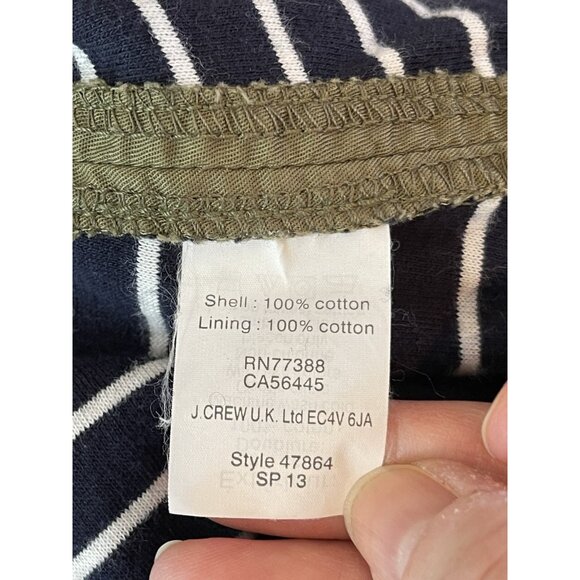 Shell : 100% cotton
Lining : 100% cotton
RN77388
CA56445
J.CREW U.K. Ltd EC4V 6JA
Style 47864
SP 13